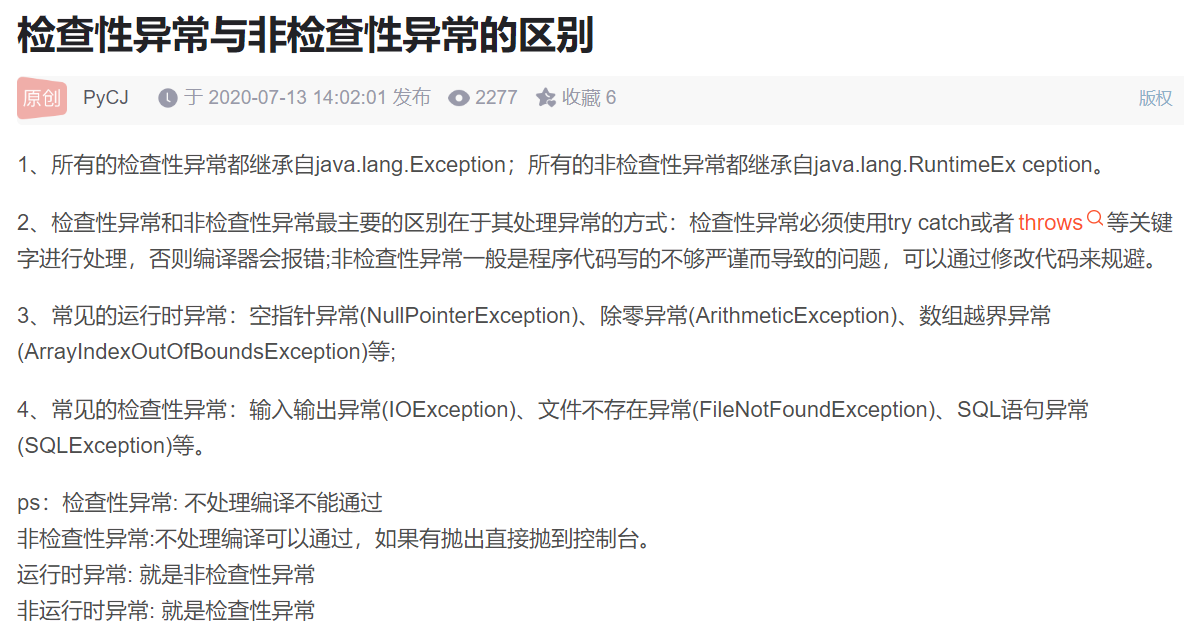 检查性异常与非检查性异常的区别
原创 PyCJ 于 2020-07-13 14:02:01 发布 2277 收藏 6 版权
1、所有的检查性异常都继承自java.lang.Exception；所有的非检查性异常都继承自java.lang.RuntimeEx ception。
2、检查性异常和非检查性异常最主要的区别在于其处理异常的方式：检查性异常必须使用try catch或者 throws 等关键
字进行处理，否则编译器会报错;非检查性异常一般是程序代码写的不够严谨而导致的问题，可以通过修改代码来规避。
3、常见的运行时异常：空指针异常(NullPointerException)、除零异常(ArithmeticException)、数组越界异常
(ArrayIndexOutOfBoundsException)等;
4、常见的检查性异常：输入输出异常(IOException)、文件不存在异常(FileNotFoundException)、SQL语句异常
(SQLException)等。
ps：检查性异常: 不处理编译不能通过
非检查性异常:不处理编译可以通过，如果有抛出直接抛到控制台。
运行时异常: 就是非检查性异常
非运行时异常: 就是检查性异常